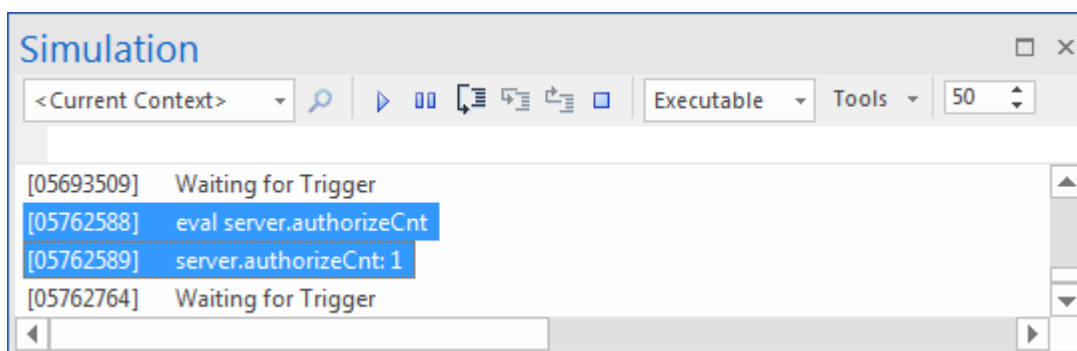 Simulation
<Current Context> Executable Tools 50
[05693509] Waiting for Trigger
[05762588] eval server.authorizeCnt
[05762589] server.authorizeCnt: 1
[05762764] Waiting for Trigger